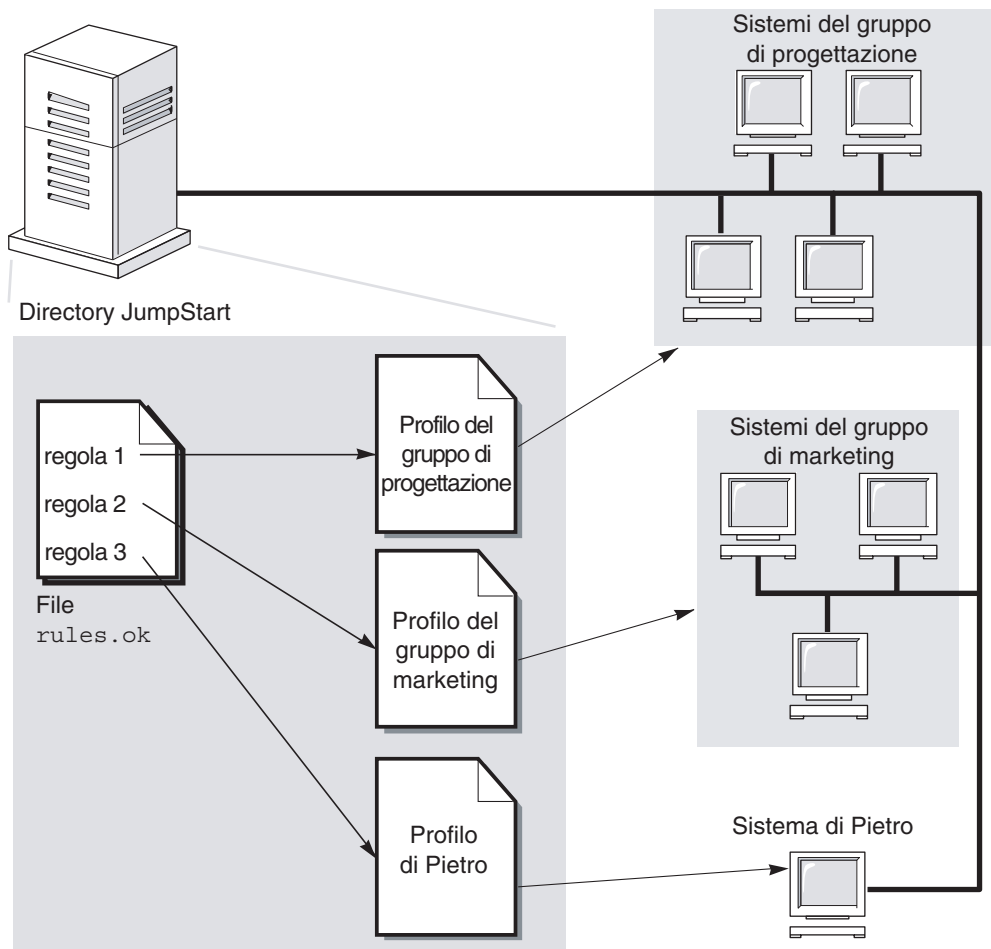 Sistemi del gruppo
di progettazione
Directory JumpStart
regola 1
regola 2
regola 3
File
rules.ok
Profilo del
gruppo di
progettazione
Profilo del
gruppo di
marketing
Profilo
di Pietro
Sistemi del gruppo
di marketing
Sistema di Pietro